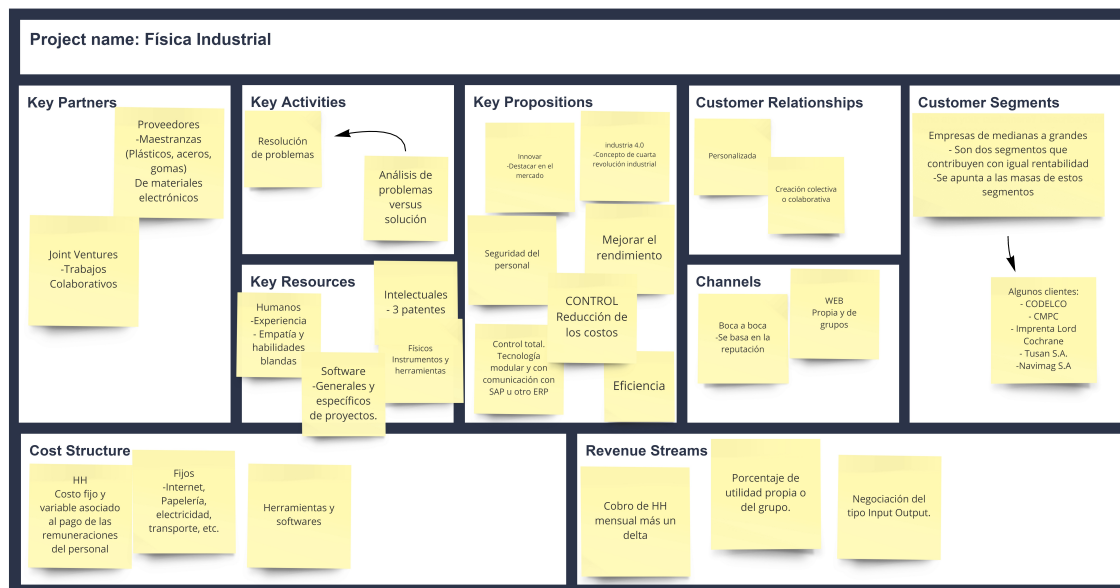 Project name: Física Industrial
Key Partners
Proveedores
-Maestranzas
(Plásticos, aceros,
gomas)
De materiales
electrónicos
Joint Ventures
-Trabajos
Colaborativos
Key Activities
Resolución
de problemas
Análisis de
problemas
versus
solución
Key Resources
Humanos
-Experiencia
- Empatía y
habilidades
blandas
Intelectuales
- 3 patentes
Físicos
Instrumentos y
herramientas
Software
-Generales y
específicos
de proyectos.
Key Propositions
Innovar
-Destacar en el
mercado
industria 4.0
-Concepto de cuarta
revolución industrial
Seguridad del
personal
Mejorar el
rendimiento
CONTROL
Reducción de
los costos
Control total.
Tecnología
modular y con
comunicación con
SAP u otro ERP
Eficiencia
Customer Relationships
Personalizada
Creación colectiva
o colaborativa
Channels
Boca a boca
-Se basa en la
reputación
WEB
Propia y de
grupos
Customer Segments
Empresas de medianas a grandes
- Son dos segmentos que
contribuyen con igual rentabilidad
-Se apunta a las masas de estos
segmentos
Algunos clientes:
- CODELCO
- CMPC
- Imprenta Lord
Cochrane
- Tusan S.A.
-Navimag S.A
Cost Structure
HH
Costo fijo y
variable asociado
al pago de las
remuneraciones
del personal
Fijos
-Internet,
Papelería,
electricidad,
transporte, etc.
Herramientas y
softwares
Revenue Streams
Cobro de HH
mensual más un
delta
Porcentaje de
utilidad propia o
del grupo.
Negociación del
tipo Input Output.